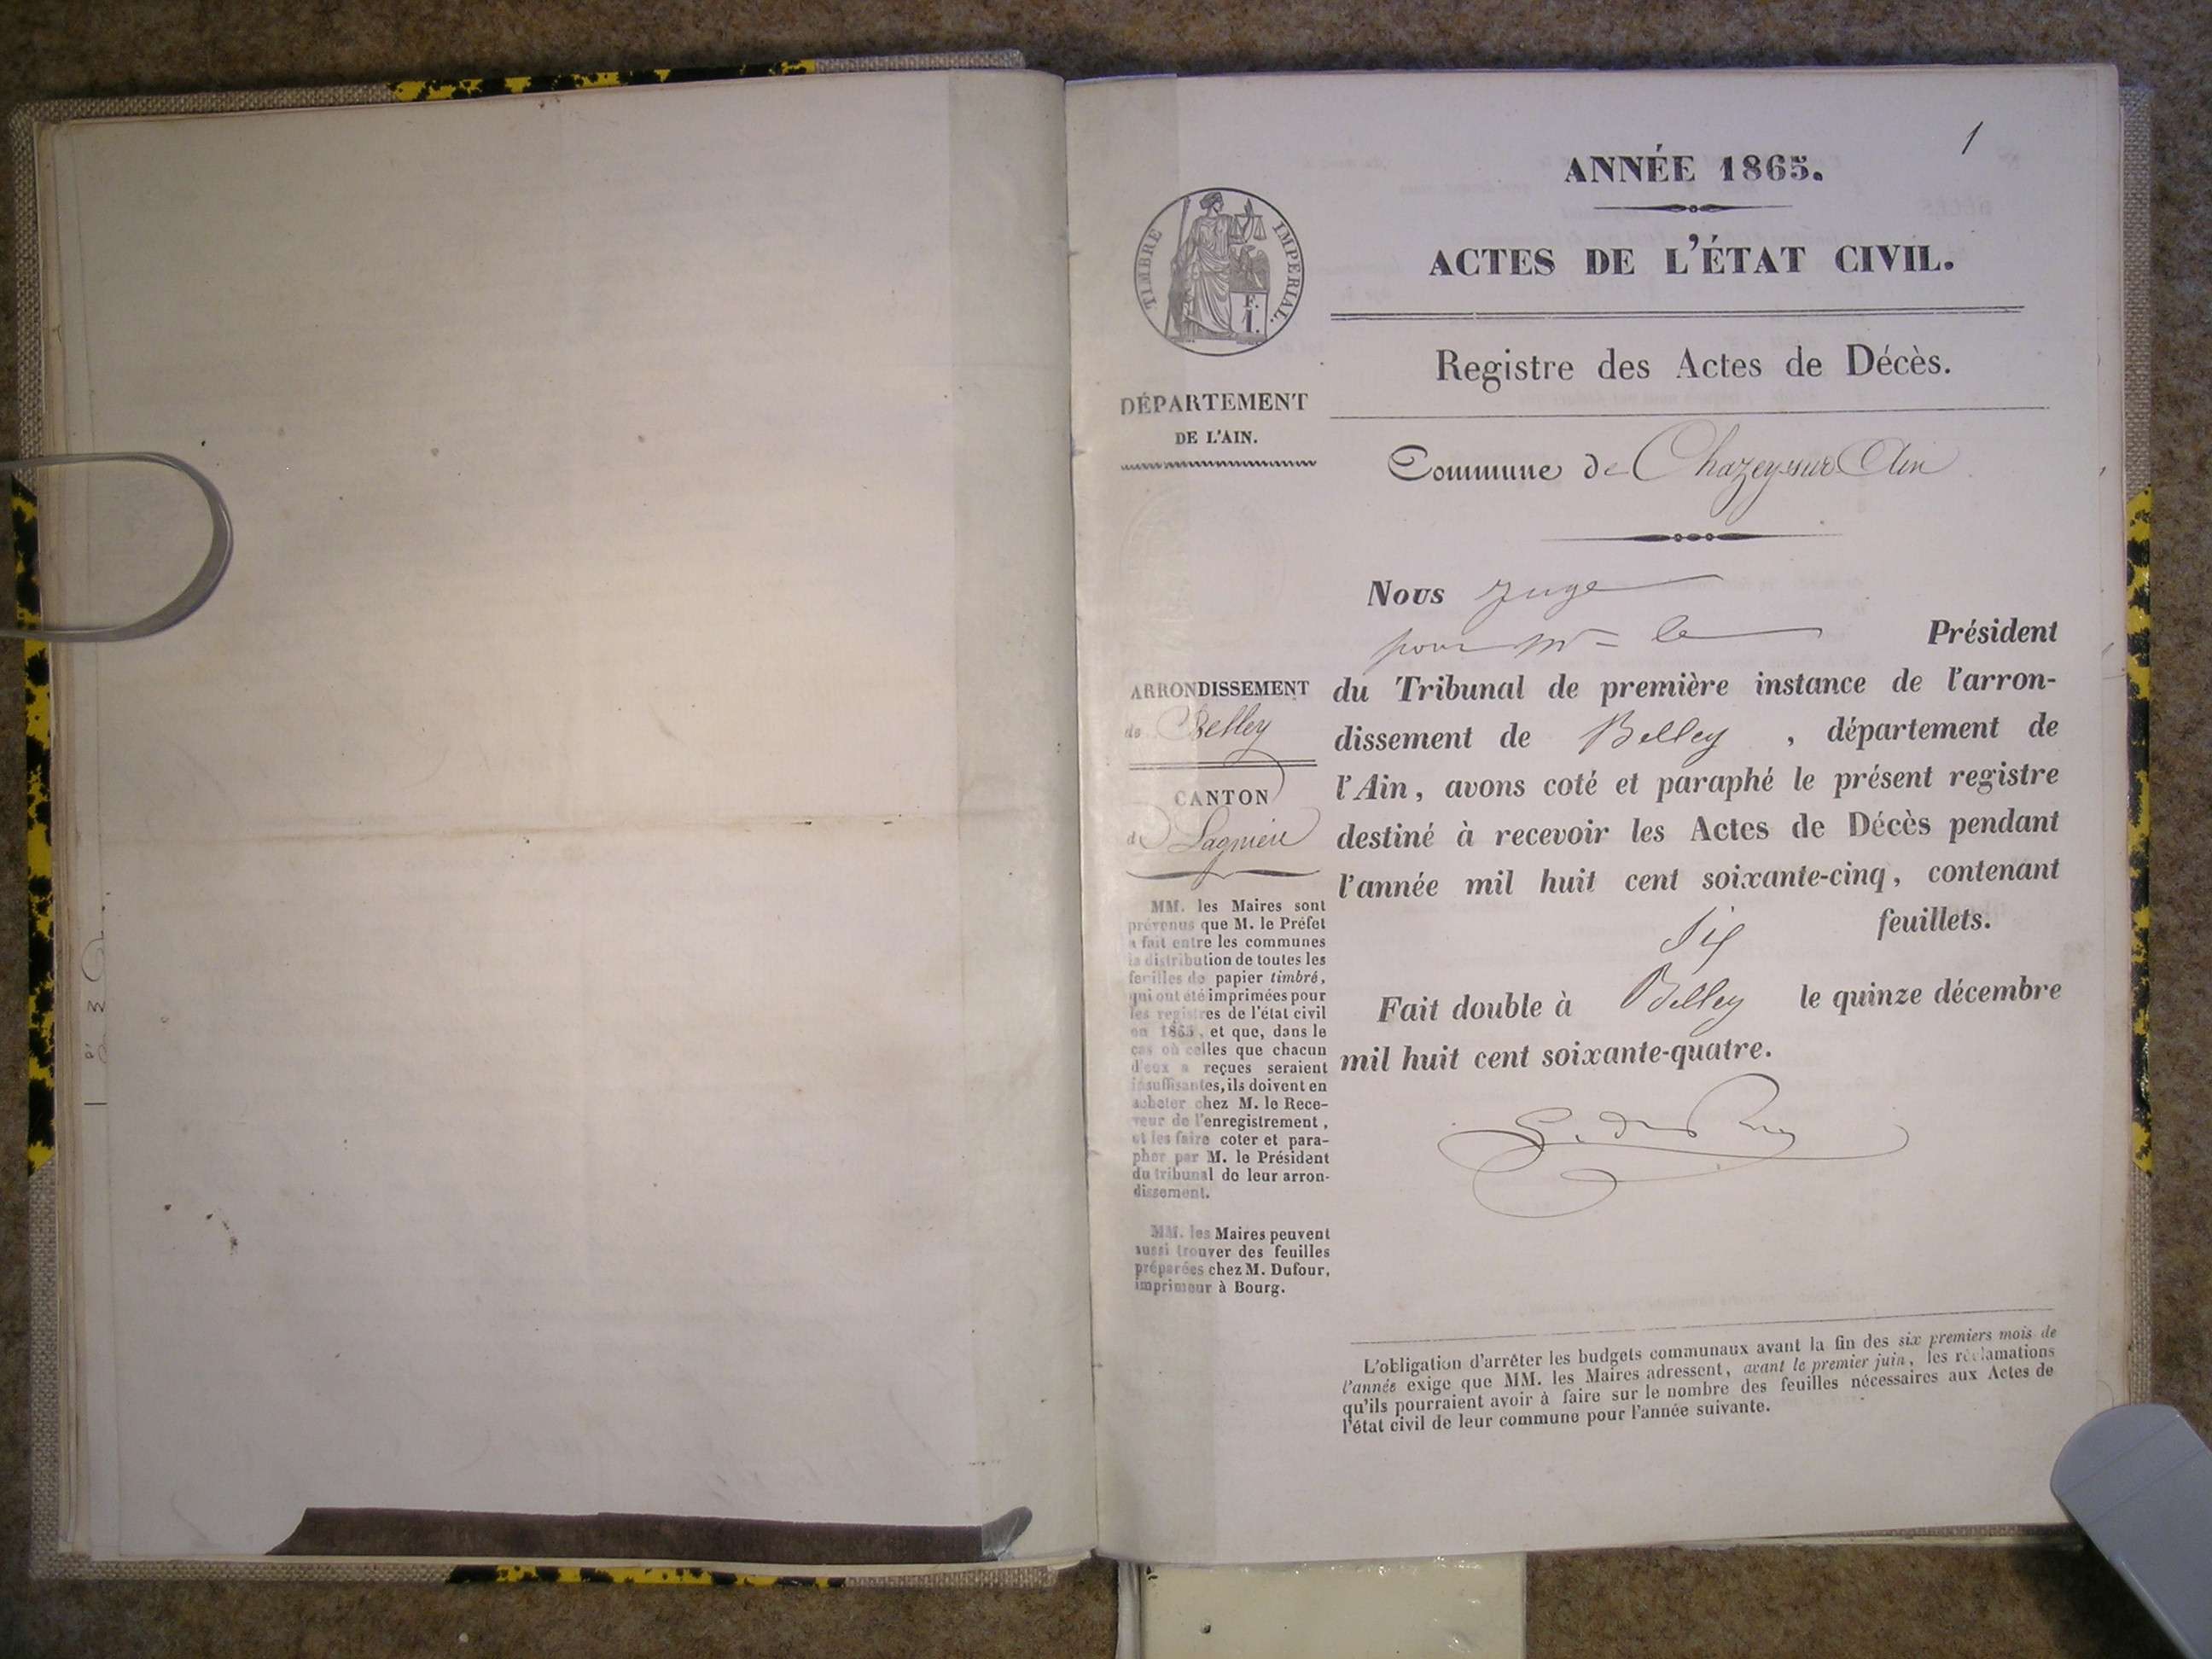 1
ANNÉE 1865.
ACTES DE L'ÉTAT CIVIL.
Registre des Actes de Décès.
Commune de Chazey-sur-Ain
TIMBRE IMPERIAL.
F.
1.
DÉPARTEMENT
DE L'AIN.
ARRONDISSEMENT
de Belley
CANTON
de Lagnieu
MM. les Maires sont
prévenus que M. le Préfet
a fait entre les communes
la distribution de toutes les
feuilles de papier timbré,
qui ont été imprimées pour
les registres de l'état civil
en 1865, et que, dans le
cas où celles que chacun
d'eux a reçues seraient
insuffisantes, ils doivent en
acheter chez M. le Rece-
veur de l'enregistrement,
et les faire coter et para-
pher par M. le Président
du tribunal de leur arron-
dissement.
MM. les Maires peuvent
aussi trouver des feuilles
préparées chez M. Dufour,
imprimeur à Bourg.
Nous juge
pour Mr le Président
du Tribunal de première instance de l'arron-
dissement de Belley, département de
l'Ain, avons coté et paraphé le présent registre
destiné à recevoir les Actes de Décès pendant
l'année mil huit cent soixante-cinq, contenant
six feuillets.
Fait double à Belley le quinze décembre
mil huit cent soixante-quatre.
L'obligation d'arrêter les budgets communaux avant la fin des six premiers mois de
l'année exige que MM. les Maires adressent, avant le premier juin, les réclamations
qu'ils pourraient avoir à faire sur le nombre des feuilles nécessaires aux Actes de
l'état civil de leur commune pour l'année suivante.